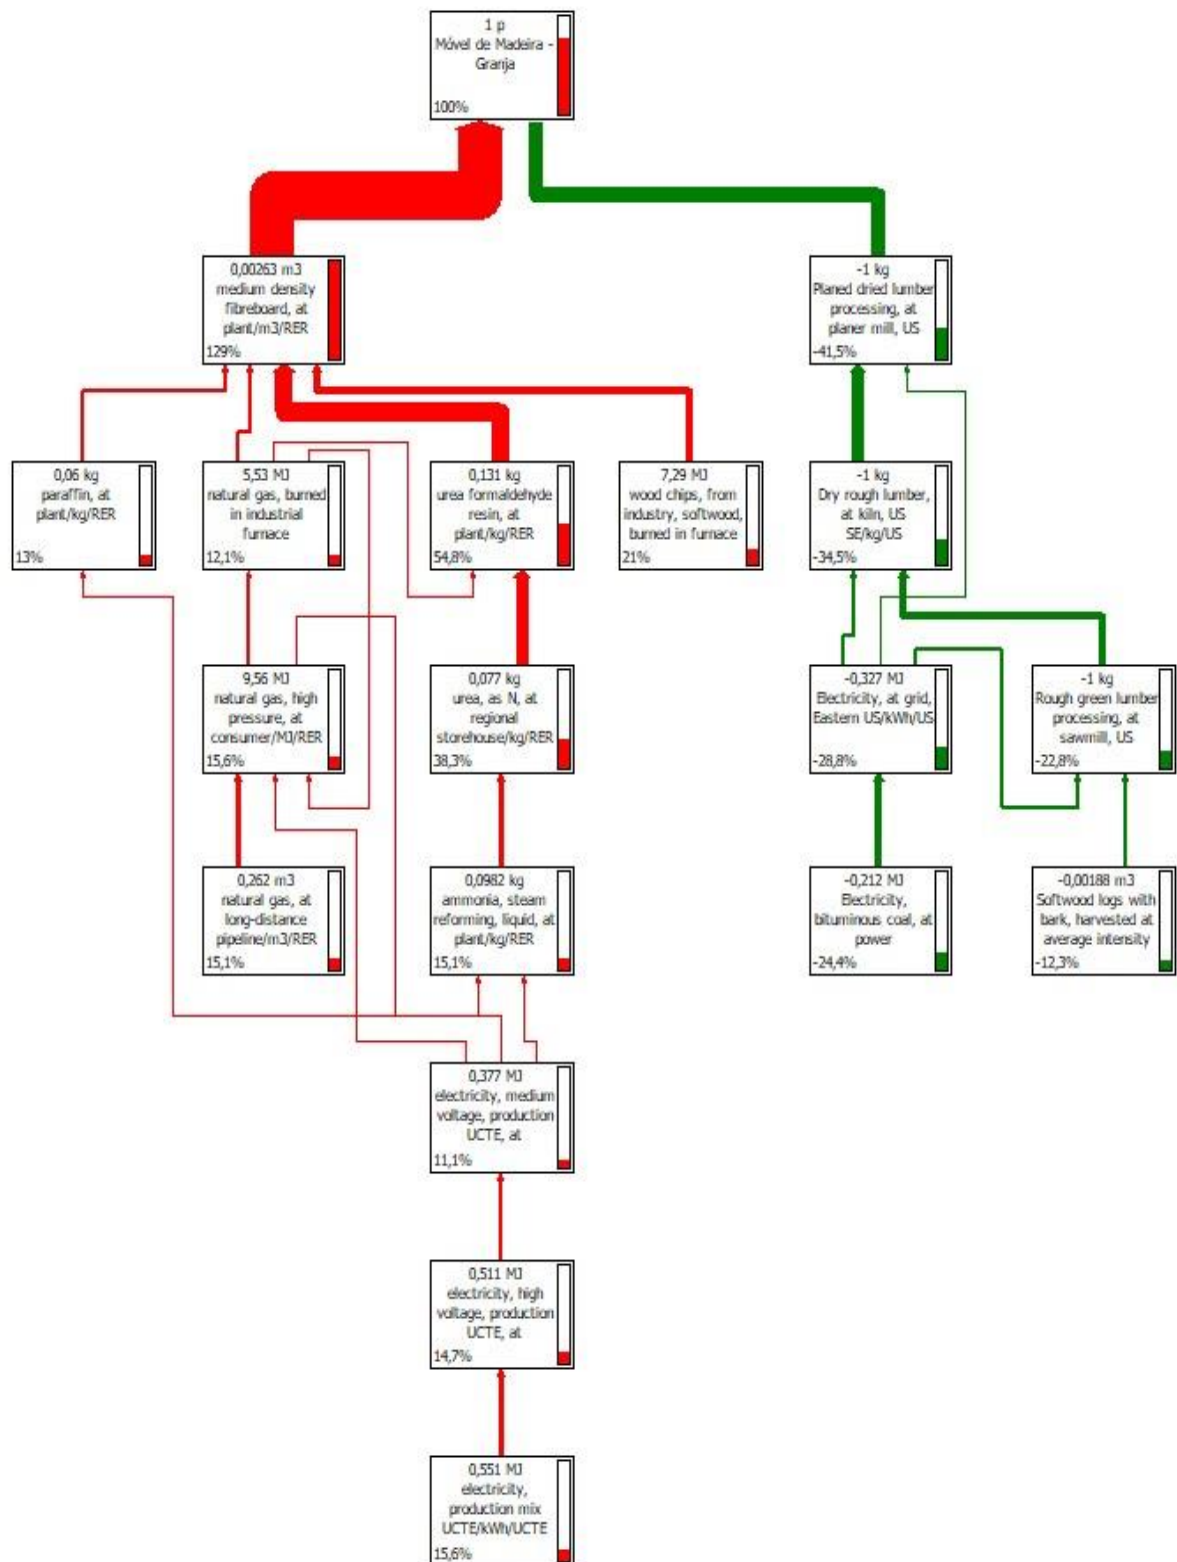 1 p
Móvel de Madeira -
Granja
100%
0,00263 m3
medium density
fibreboard, at
plant/m3/RER
129%
-1 kg
Planed dried lumber
processing, at
planer mill, US
-41,5%
0,06 kg
paraffin, at
plant/kg/RER
13%
5,53 MJ
natural gas, burned
in industrial
furnace
12,1%
0,131 kg
urea formaldehyde
resin, at
plant/kg/RER
54,8%
7,29 MJ
wood chips, from
industry, softwood,
burned in furnace
21%
-1 kg
Dry rough lumber,
at kiln, US
SE/kg/US
-34,5%
9,56 MJ
natural gas, high
pressure, at
consumer/MJ/RER
15,6%
0,077 kg
urea, as N, at
regional
storehouse/kg/RER
38,3%
-0,327 MJ
Electricity, at grid,
Eastern US/kWh/US
-28,8%
-1 kg
Rough green lumber
processing, at
sawmill, US
-22,8%
0,262 m3
natural gas, at
long-distance
pipeline/m3/RER
15,1%
0,0982 kg
ammonia, steam
reforming, liquid, at
plant/kg/RER
15,1%
-0,212 MJ
Electricity,
bituminous coal, at
power
-24,4%
-0,00188 m3
Softwood logs with
bark, harvested at
average intensity
-12,3%
0,377 MJ
electricity, medium
voltage, production
UCTE, at
11,1%
0,511 MJ
electricity, high
voltage, production
UCTE, at
14,7%
0,551 MJ
electricity,
production mix
UCTE/kWh/UCTE
15,6%